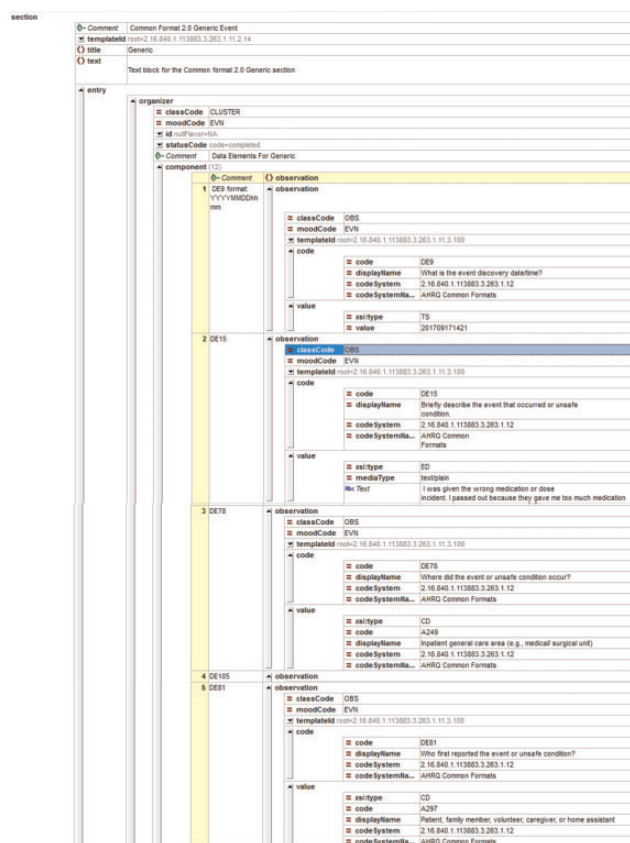 section
Comment Common Format 2.0 Generic Event
templateId root=2.16.840.1.113883.3.263.1.11.2.14
title Generic
text
Text block for the Common format 2.0 Generic section
entry
organizer
classCode CLUSTER
moodCode EVN
id nullFlavor=NA
statusCode code=completed
Comment Data Elements For Generic
component (12)
Comment observation
1 DE9 format: observation
YYYYMMDDhh
mm
classCode OBS
moodCode EVN
templateId root=2.16.840.1.113883.3.263.1.11.3.100
code
code DE9
displayName What is the event discovery date/time?
codeSystem 2.16.840.1.113883.3.263.1.12
codeSystemNa... AHRQ Common Formats
value
xsi:type TS
value 201709171421
2 DE15 observation
classCode OBS
moodCode EVN
templateId root=2.16.840.1.113883.3.263.1.11.3.100
code
code DE15
displayName Briefly describe the event that occurred or unsafe
condition.
codeSystem 2.16.840.1.113883.3.263.1.12
codeSystemNa... AHRQ Common
Formats
value
xsi:type ED
mediaType text/plain
Abc Text I was given the wrong medication or dose
incident. I passed out because they gave me too much medication
3 DE78 observation
classCode OBS
moodCode EVN
templateId root=2.16.840.1.113883.3.263.1.11.3.100
code
code DE78
displayName Where did the event or unsafe condition occur?
codeSystem 2.16.840.1.113883.3.263.1.12
codeSystemNa... AHRQ Common Formats
value
xsi:type CD
code A249
displayName Inpatient general care area (e.g., medical/ surgical unit)
codeSystem 2.16.840.1.113883.3.263.1.12
codeSystemNa... AHRQ Common Formats
4 DE105 observation
5 DE81 observation
classCode OBS
moodCode EVN
templateId root=2.16.840.1.113883.3.263.1.11.3.100
code
code DE81
displayName Who first reported the event or unsafe condition?
codeSystem 2.16.840.1.113883.3.263.1.12
codeSystemNa... AHRQ Common Formats
value
xsi:type CD
code A297
displayName Patient, family member, volunteer, caregiver, or home assistant
codeSystem 2.16.840.1.113883.3.263.1.12
codeSystemNa... AHRQ Common Formats